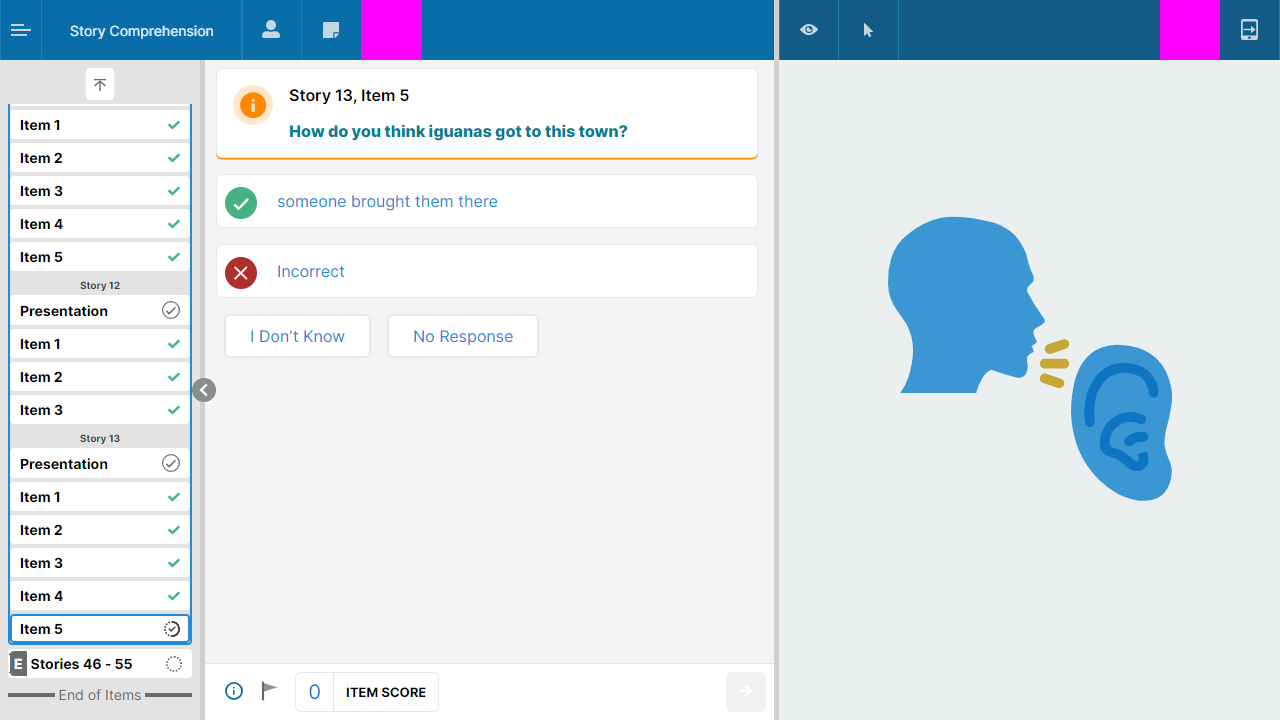 Story Comprehension
Item 1
Item 2
Item 3
Item 4
Item 5
Story 12
Presentation
Item 1
Item 2
Item 3
Story 13
Presentation
Item 1
Item 2
Item 3
Item 4
Item 5
E Stories 46 - 55
End of Items
Story 13, Item 5
How do you think iguanas got to this town?
someone brought them there
Incorrect
I Don’t Know
No Response
0 ITEM SCORE